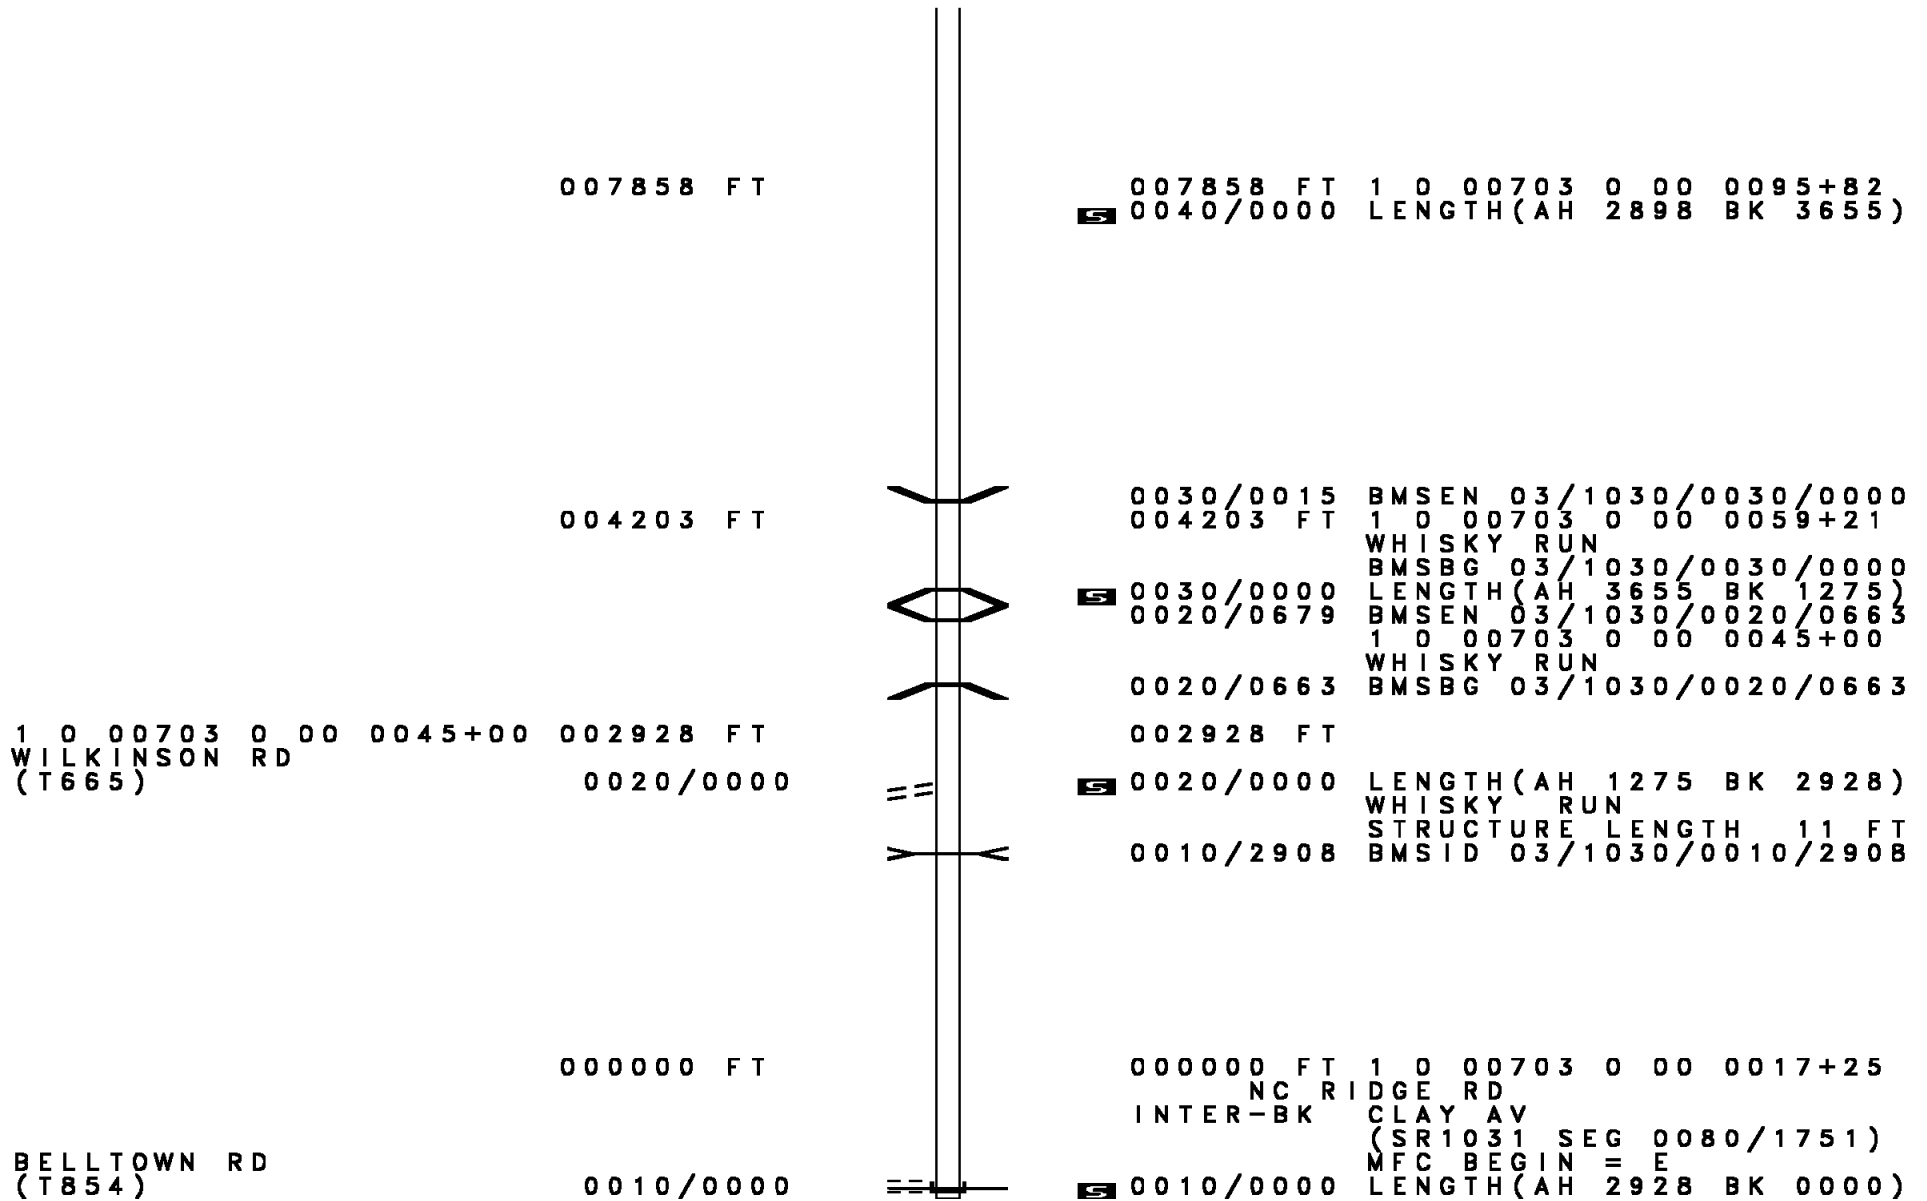 007858 FT 007858 FT 1 0 00703 0 00 0095+82
S 0040/0000 LENGTH(AH 2898 BK 3655)
0030/0015 BMSEN 03/1030/0030/0000
004203 FT 004203 FT 1 0 00703 0 00 0059+21
WHISKY RUN
BMSBG 03/1030/0030/0000
S 0030/0000 LENGTH(AH 3655 BK 1275)
0020/0679 BMSEN 03/1030/0020/0663
1 0 00703 0 00 0045+00
WHISKY RUN
0020/0663 BMSBG 03/1030/0020/0663
1 0 00703 0 00 0045+00 002928 FT 002928 FT
WILKINSON RD
(T665) 0020/0000 S 0020/0000 LENGTH(AH 1275 BK 2928)
WHISKY RUN
STRUCTURE LENGTH 11 FT
0010/2908 BMSID 03/1030/0010/2908
000000 FT 000000 FT 1 0 00703 0 00 0017+25
NC RIDGE RD
INTER-BK CLAY AV
(SR1031 SEG 0080/1751)
BELLTOWN RD MFC BEGIN = E
(T854) 0010/0000 S 0010/0000 LENGTH(AH 2928 BK 0000)